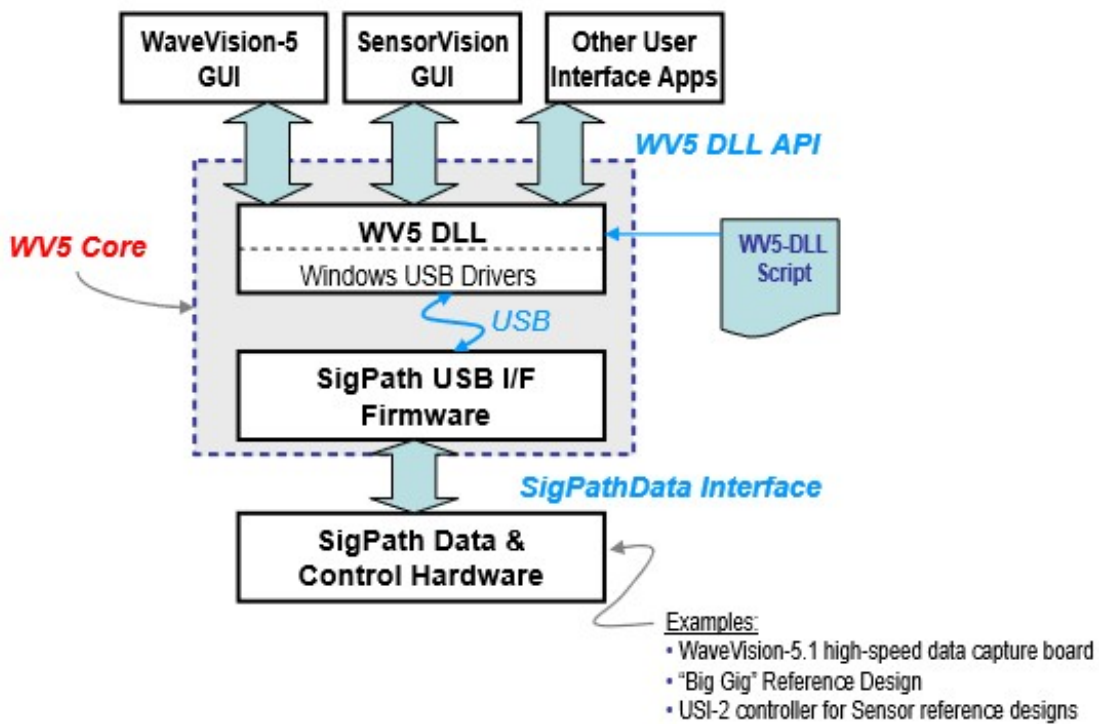 WaveVision-5
GUI
SensorVision
GUI
Other User
Interface Apps
WV5 DLL API
WV5 DLL
Windows USB Drivers
WV5-DLL
Script
WV5 Core
USB
SigPath USB I/F
Firmware
SigPathData Interface
SigPath Data &
Control Hardware
Examples:
• WaveVision-5.1 high-speed data capture board
• “Big Gig” Reference Design
• USI-2 controller for Sensor reference designs